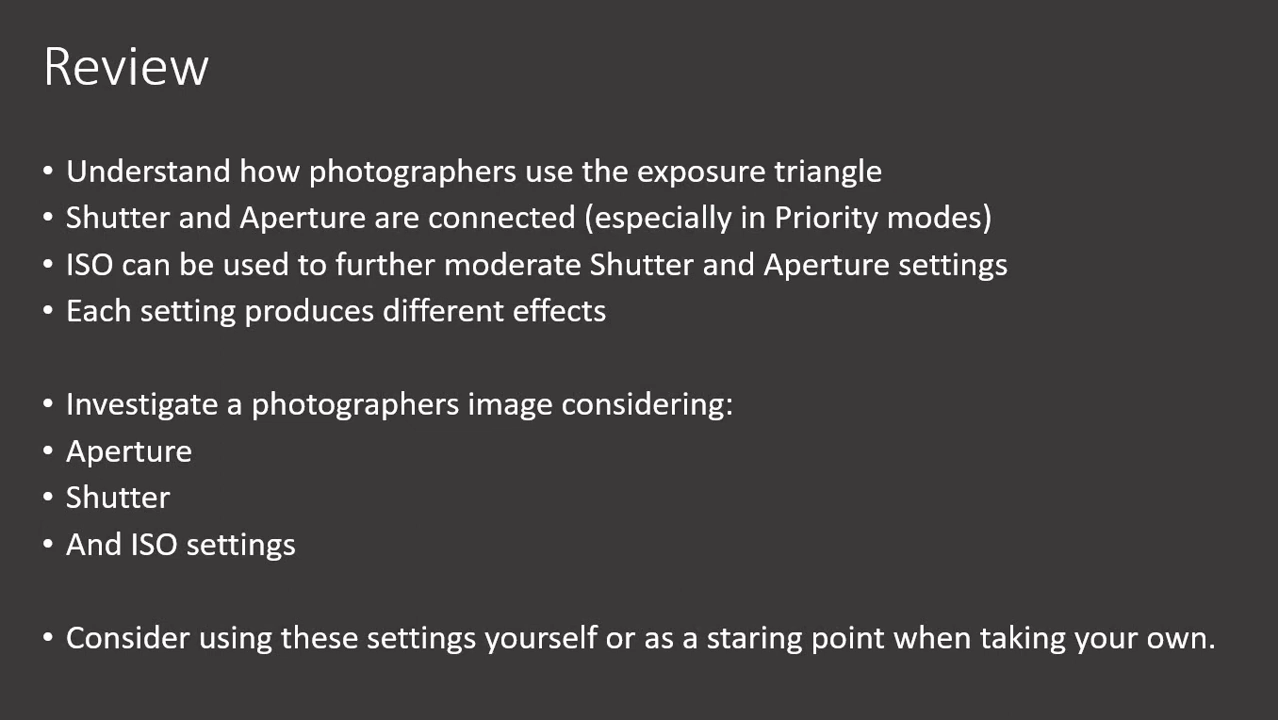 Review
• Understand how photographers use the exposure triangle
• Shutter and Aperture are connected (especially in Priority modes)
• ISO can be used to further moderate Shutter and Aperture settings
• Each setting produces different effects
• Investigate a photographers image considering:
• Aperture
• Shutter
• And ISO settings
• Consider using these settings yourself or as a staring point when taking your own.